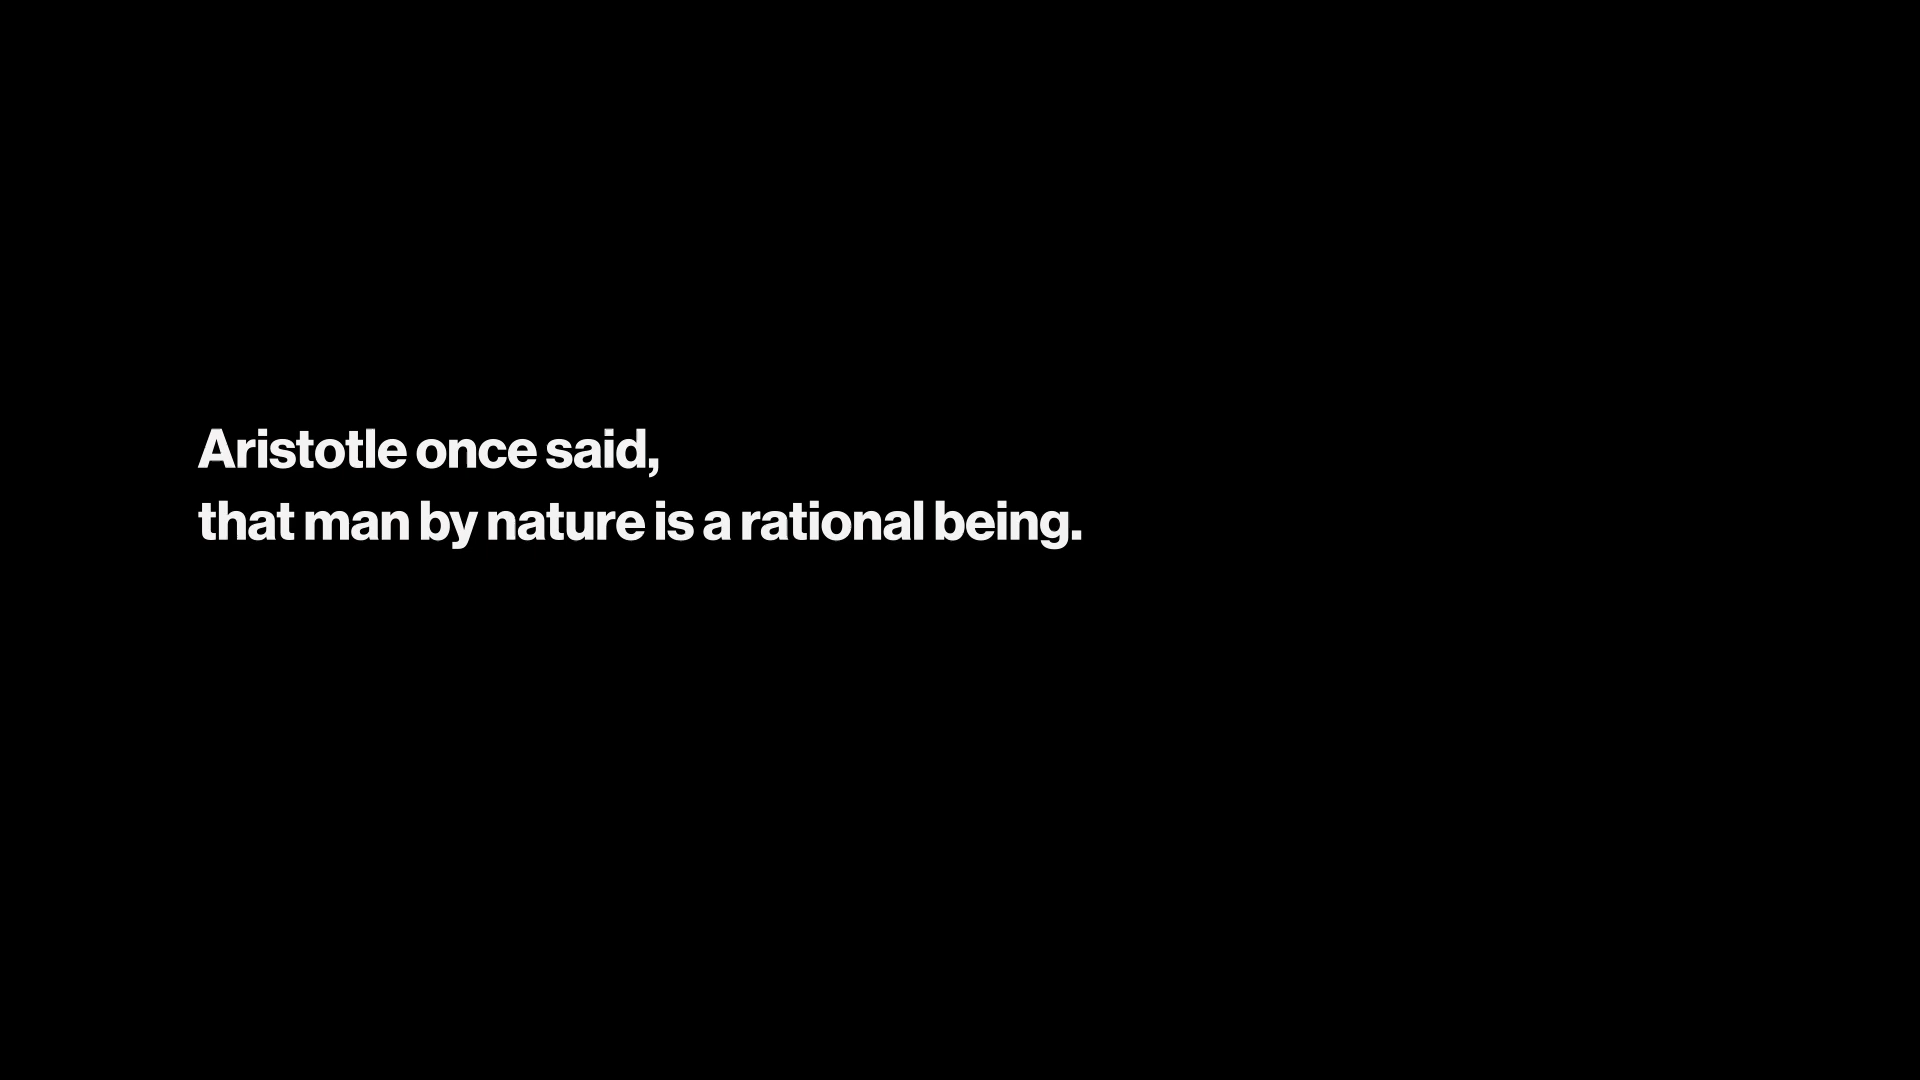 Aristotle once said,
that man by nature is a rational being.